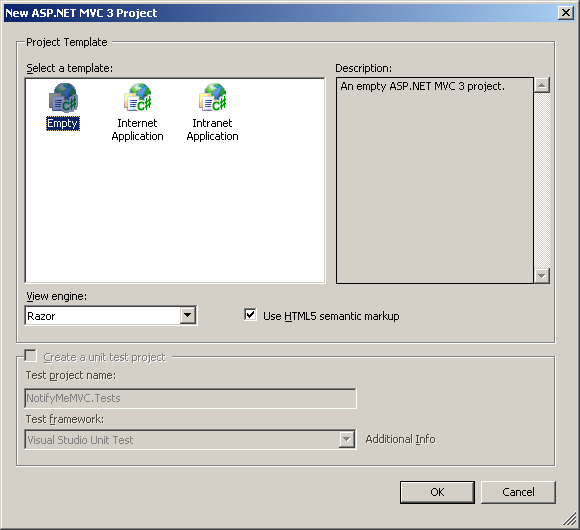 New ASP.NET MVC 3 Project
Project Template
Select a template:
Description:
Empty
Internet
Application
Intranet
Application
An empty ASP.NET MVC 3 project.
View engine:
Razor
Use HTML5 semantic markup
Create a unit test project
Test project name:
NotifyMeMVC.Tests
Test framework:
Visual Studio Unit Test
Additional Info
OK
Cancel